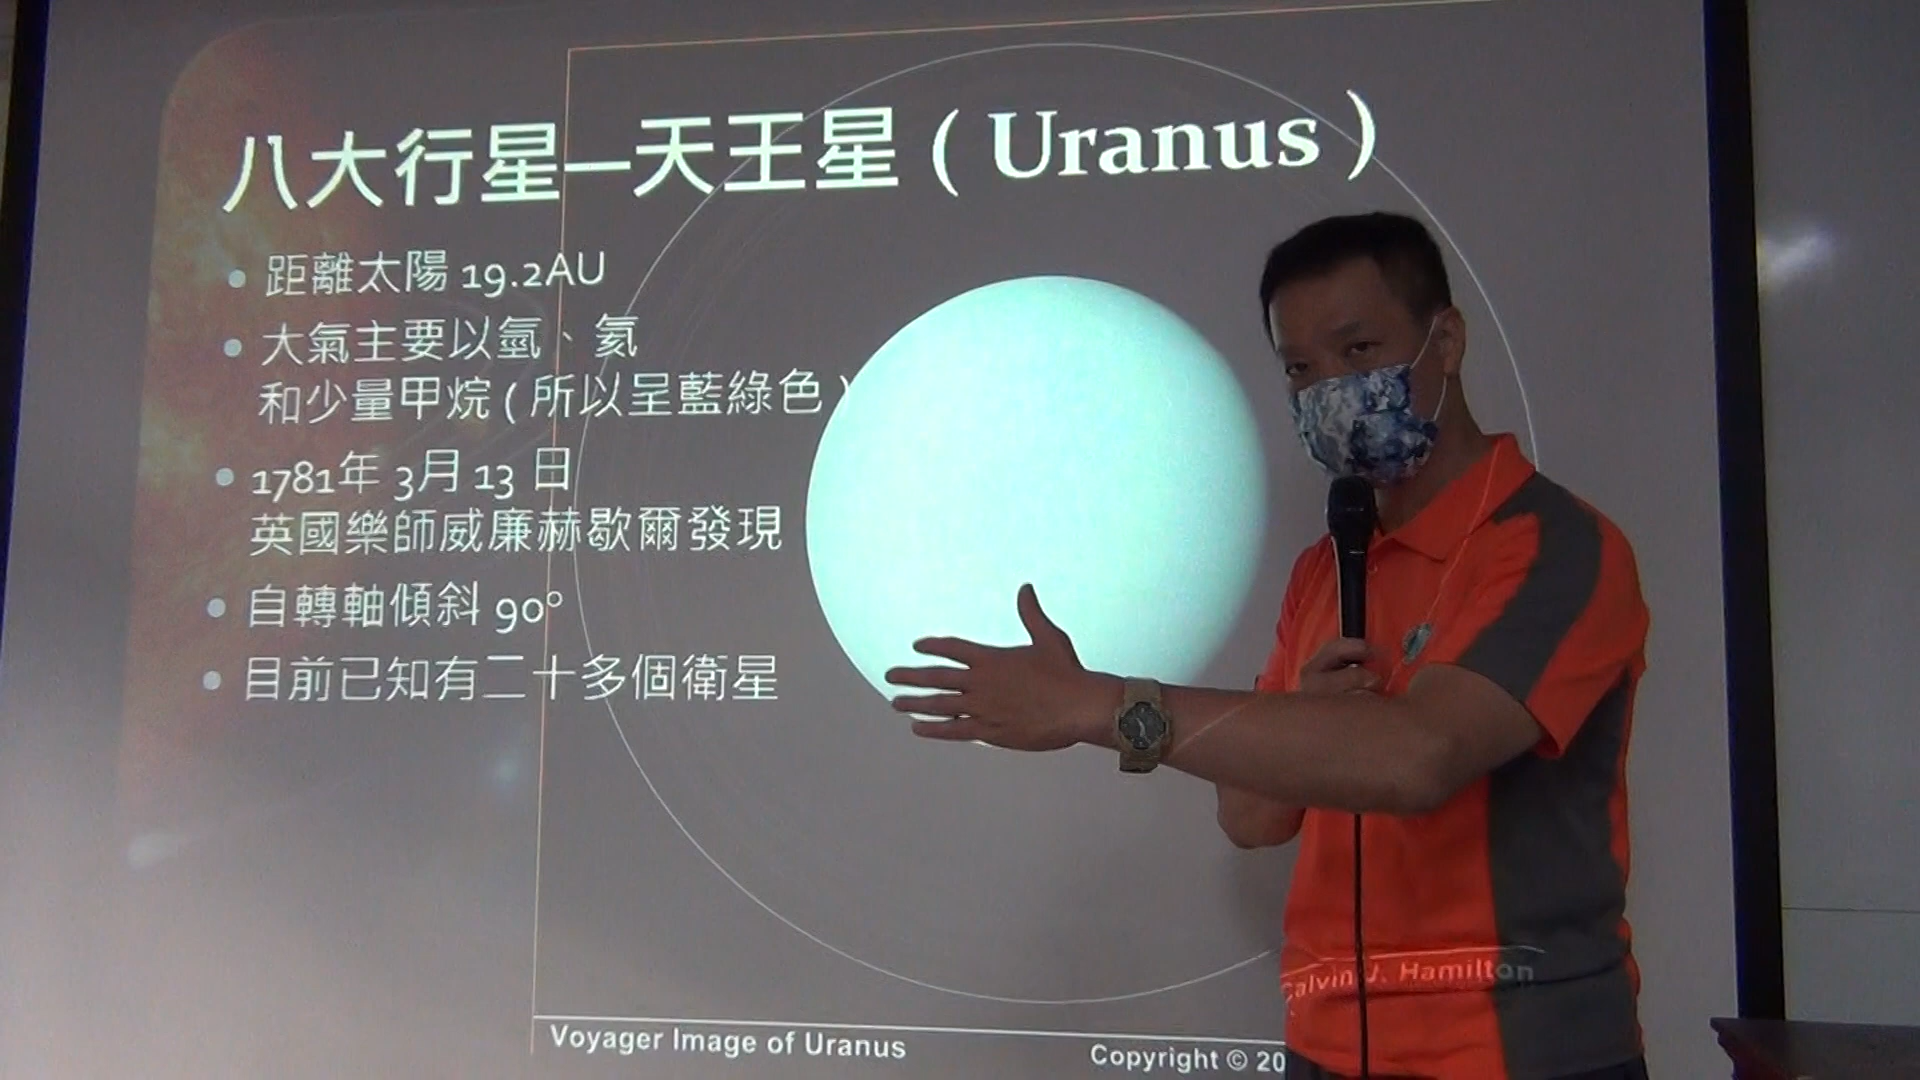 八大行星—天王星 ( Uranus )
• 距離太陽 19.2AU
• 大氣主要以氫、氦
和少量甲烷 ( 所以呈藍綠色 )
• 1781年 3月 13 日
英國樂師威廉赫歇爾發現
• 自轉軸傾斜 90°
• 目前已知有二十多個衛星
Voyager Image of Uranus
Copyright © 20
Calvin J. Hamilton